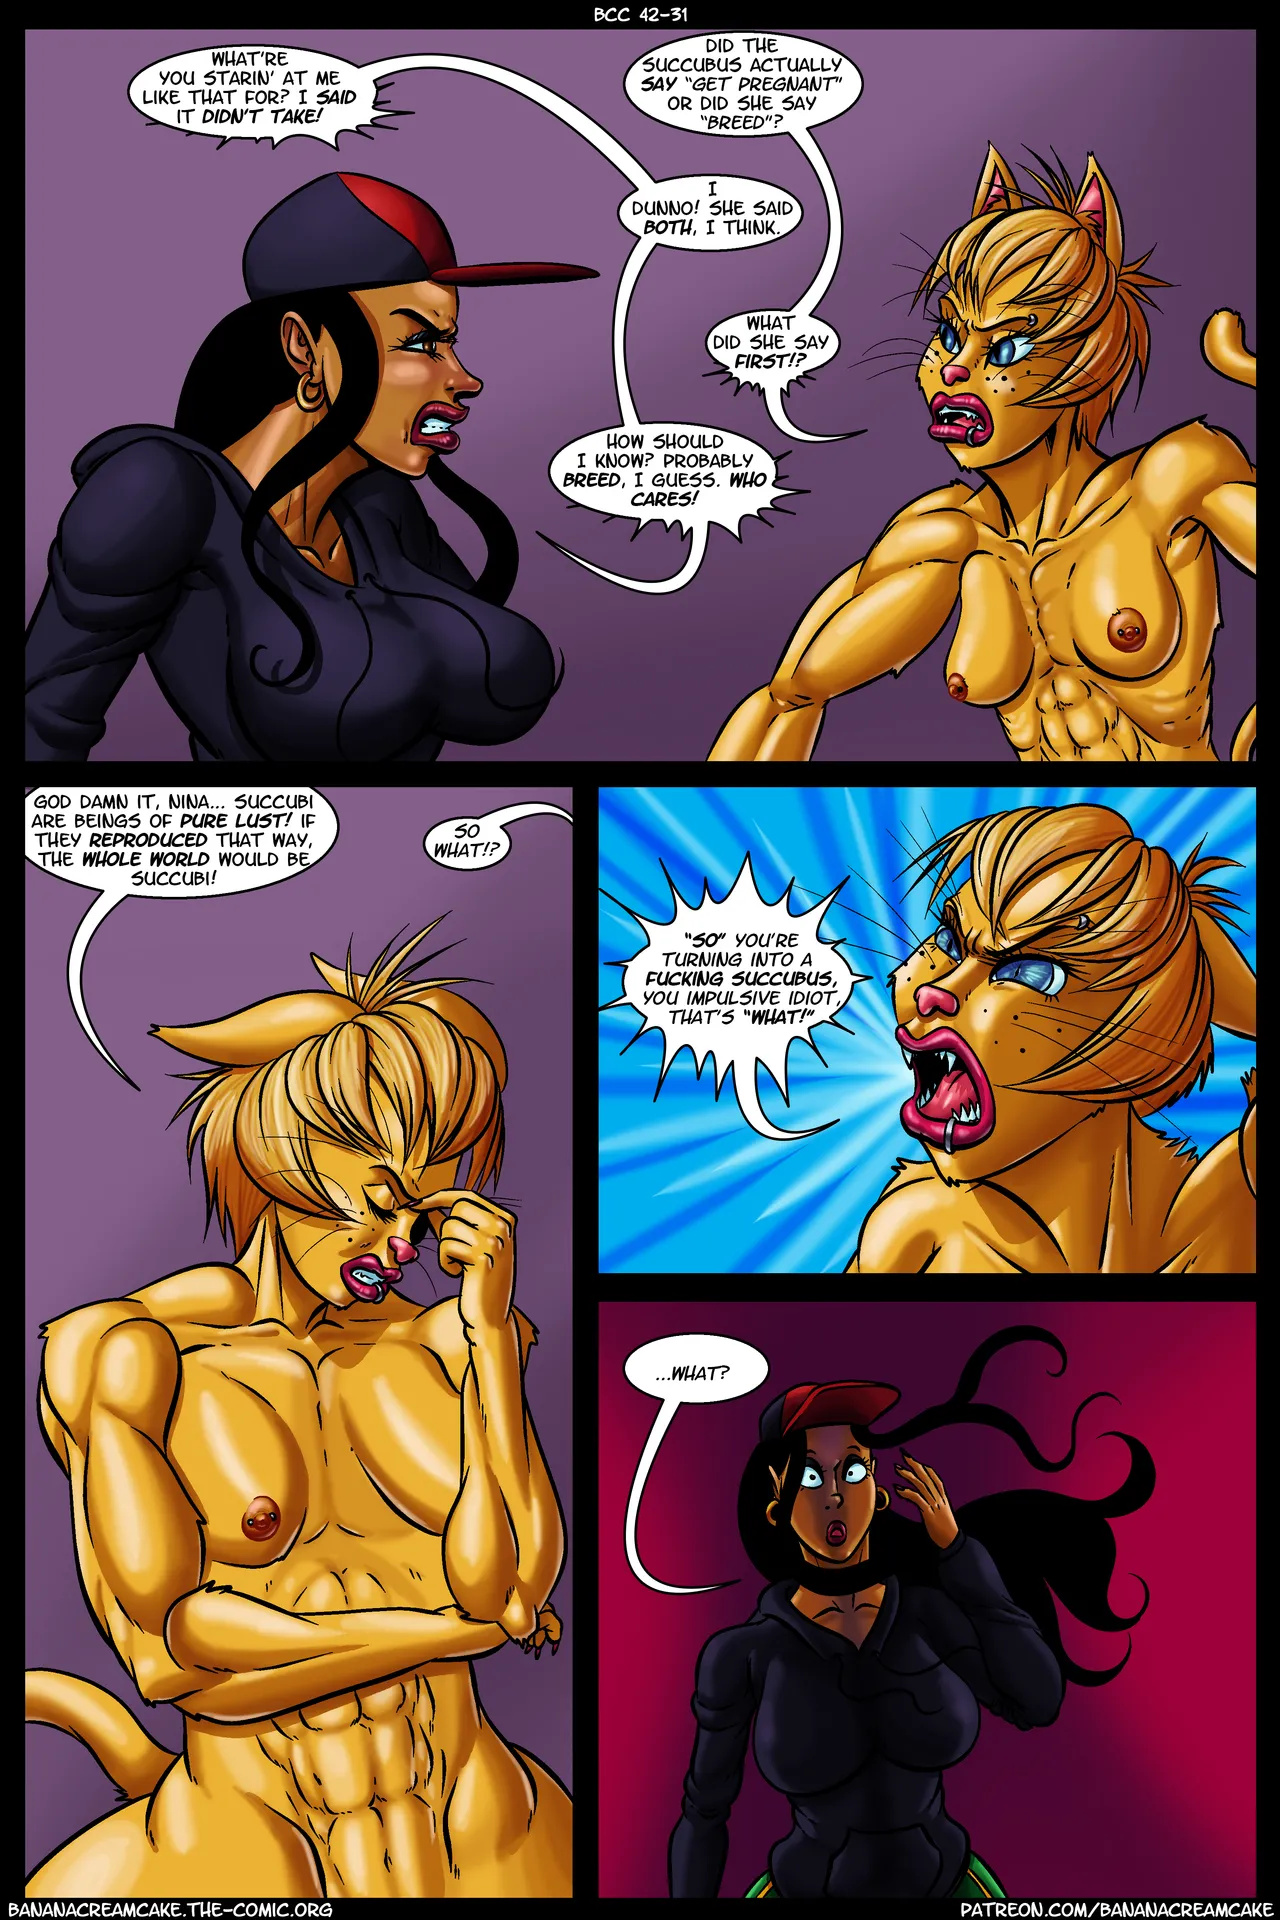 BCC 42-31
WHAT'RE
YOU STARIN' AT ME
LIKE THAT FOR? I SAID
IT DIDN'T TAKE!
DID THE
SUCCUBUS ACTUALLY
SAY "GET PREGNANT"
OR DID SHE SAY
"BREED"?
I
DUNNO! SHE SAID
BOTH, I THINK.
WHAT
DID SHE SAY
FIRST!?
HOW SHOULD
I KNOW? PROBABLY
BREED, I GUESS. WHO
CARES!
GOD DAMN IT, NINA... SUCCUBI
ARE BEINGS OF PURE LUST! IF
THEY REPRODUCED THAT WAY,
THE WHOLE WORLD WOULD BE
SUCCUBI!
SO
WHAT!?
"SO" YOU'RE
TURNING INTO A
FUCKING SUCCUBUS,
YOU IMPULSIVE IDIOT,
THAT'S "WHAT!"
...WHAT?
BANANACREAMCAKE.THE-COMIC.ORG
PATREON.COM/BANANACREAMCAKE